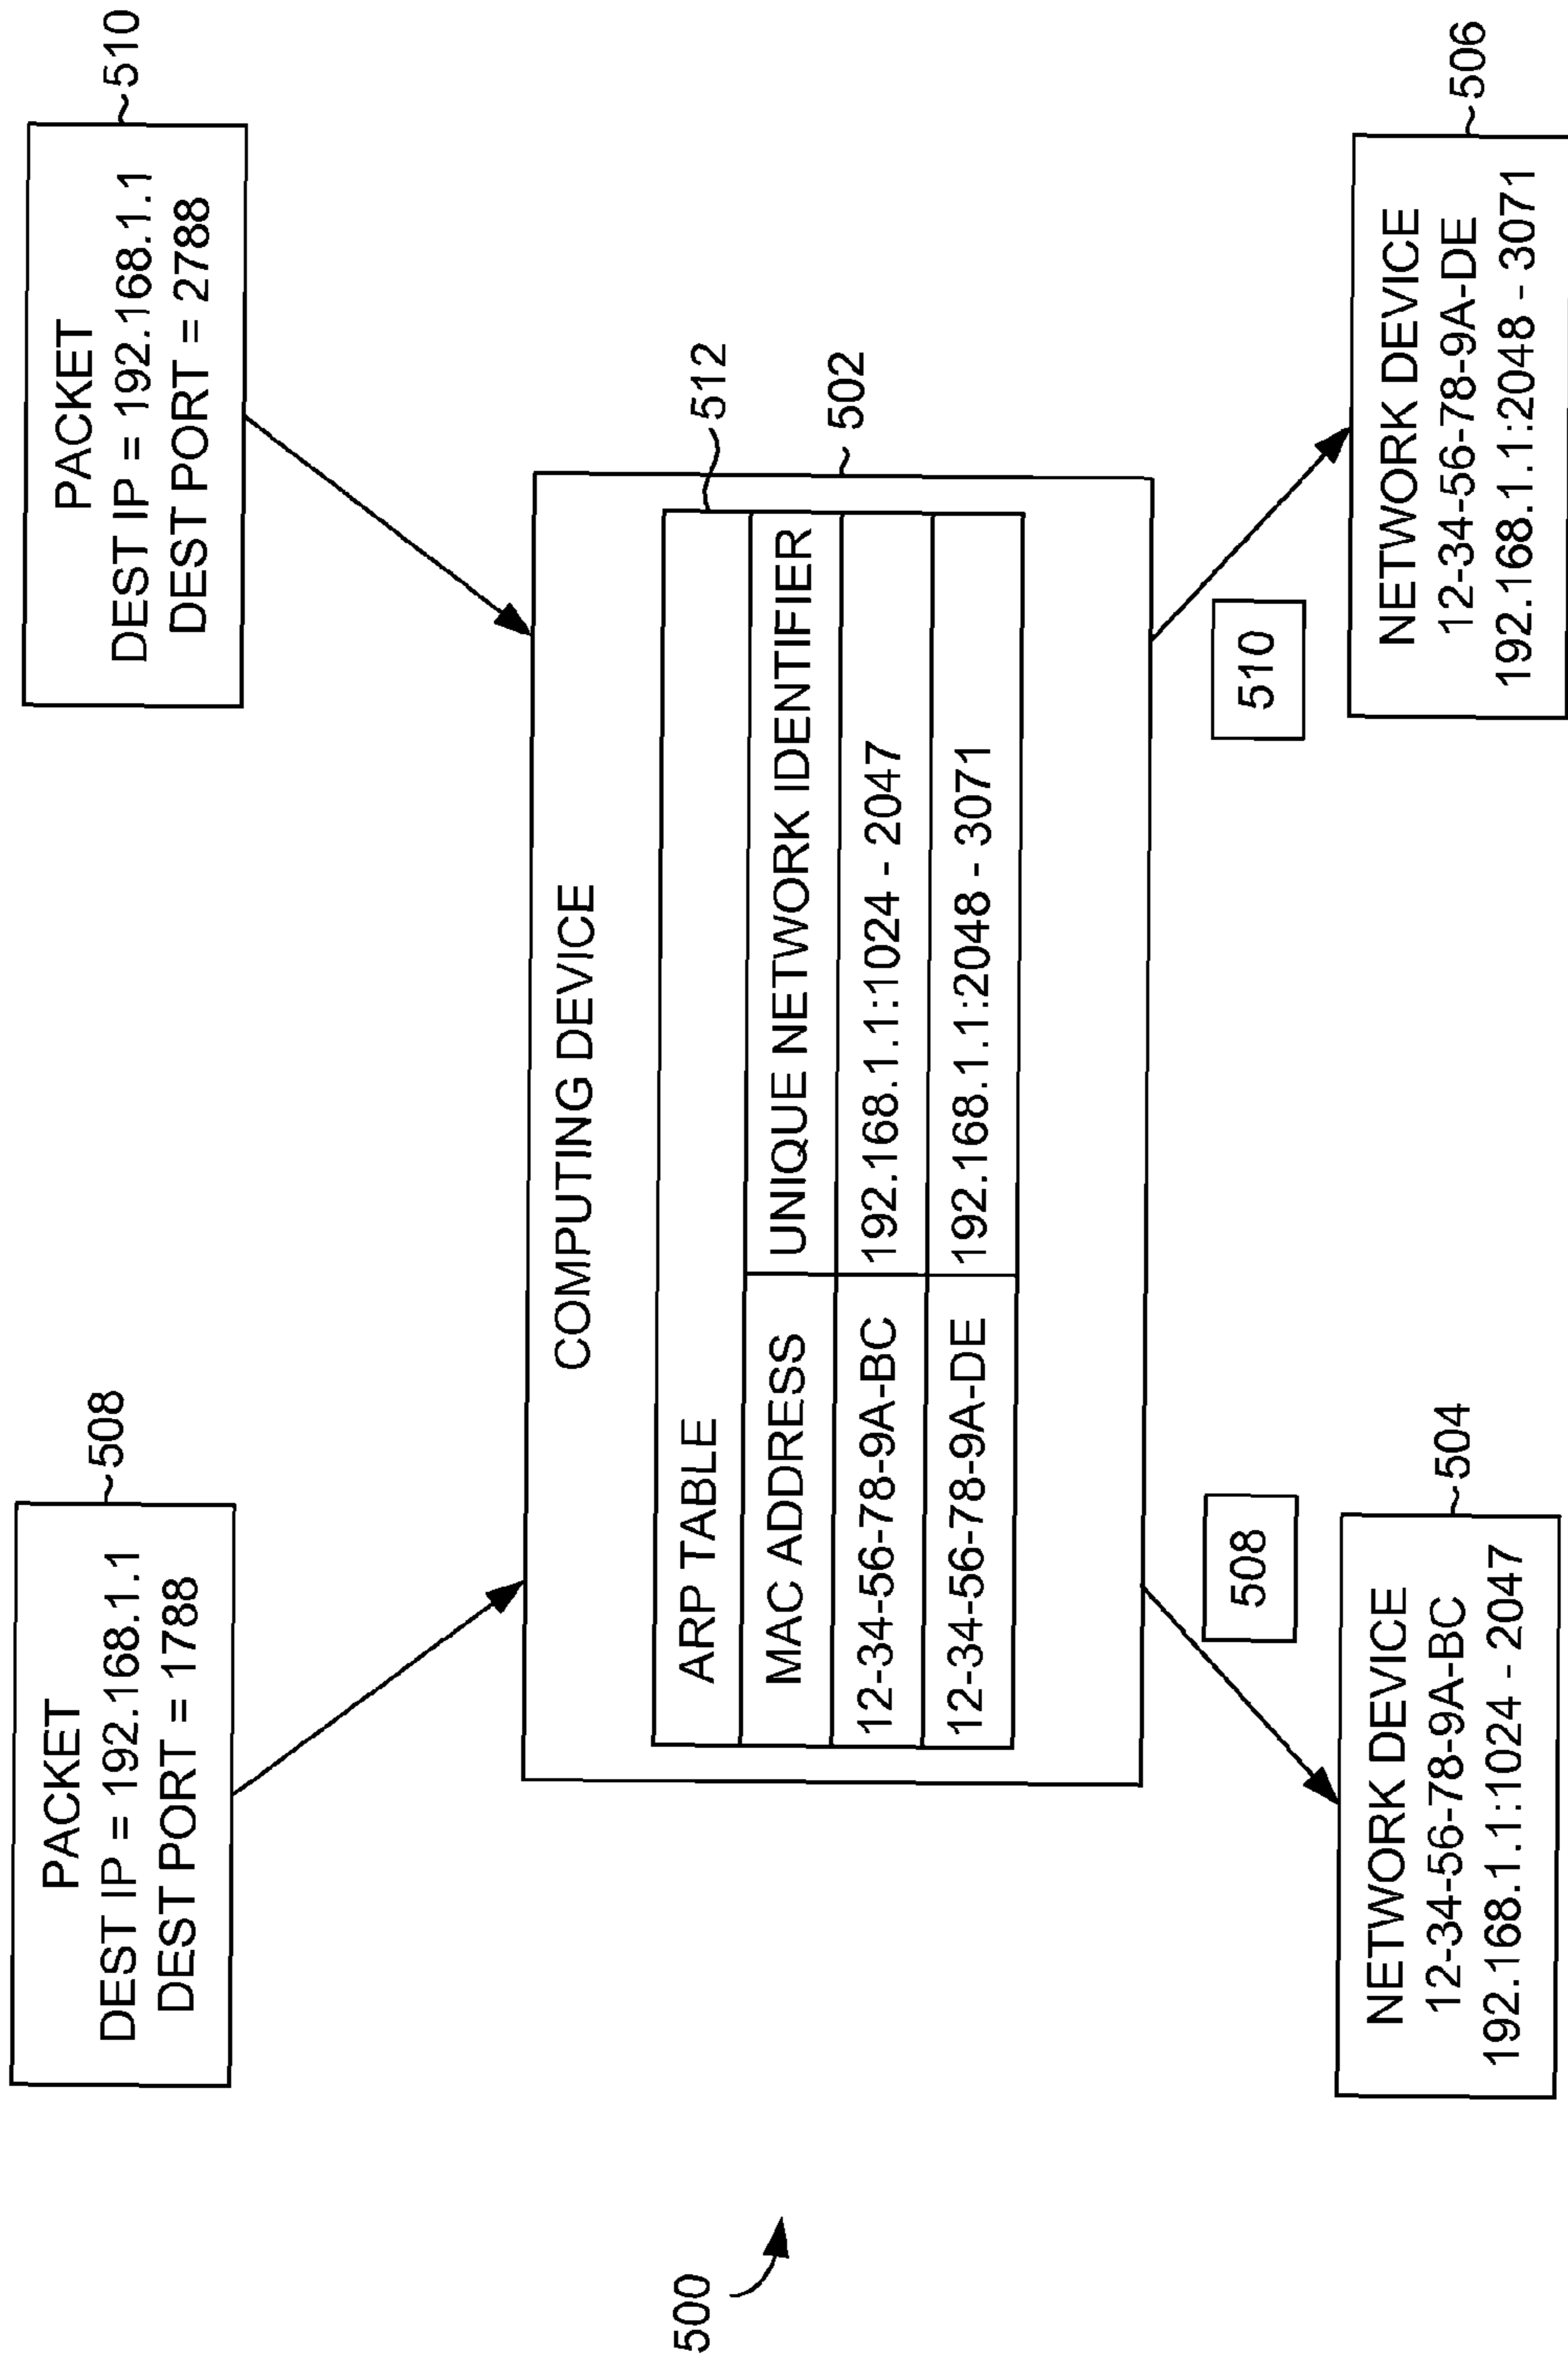 PACKET
DEST IP = 192.168.1.1
DEST PORT = 1788
508
PACKET
DEST IP = 192.168.1.1
DEST PORT = 2788
510
COMPUTING DEVICE
502
ARP TABLE
512
MAC ADDRESS UNIQUE NETWORK IDENTIFIER
12-34-56-78-9A-BC 192.168.1.1:1024 - 2047
12-34-56-78-9A-DE 192.168.1.1:2048 - 3071
500
508
510
NETWORK DEVICE
12-34-56-78-9A-BC
192.168.1.1:1024 - 2047
504
NETWORK DEVICE
12-34-56-78-9A-DE
192.168.1.1:2048 - 3071
506